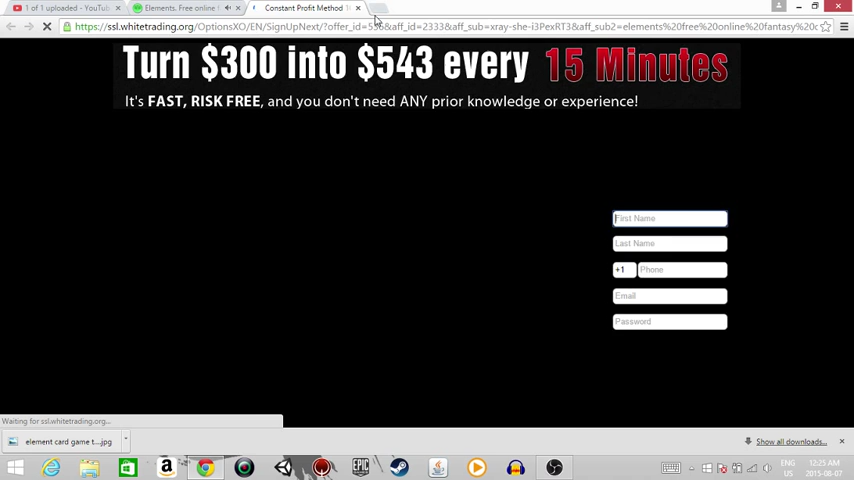 1 of 1 uploaded - YouTu
Elements. Free online f
Constant Profit Method
https://ssl.whitetrading.org/OptionsXO/EN/SignUpNext/?offer_id=556&aff_id=2333&aff_sub=xray-she-i3PexRT3&aff_sub2=elements%20free%20online%20fantasy%20c
Turn $300 into $543 every 15 Minutes
It's FAST, RISK FREE, and you don't need ANY prior knowledge or experience!
First Name
Last Name
+1 Phone
Email
Password
Waiting for ssl.whitetrading.org...
element card game t....jpg
Show all downloads...
EPIC
GAMES
ENG
US
12:25 AM
2015-08-07